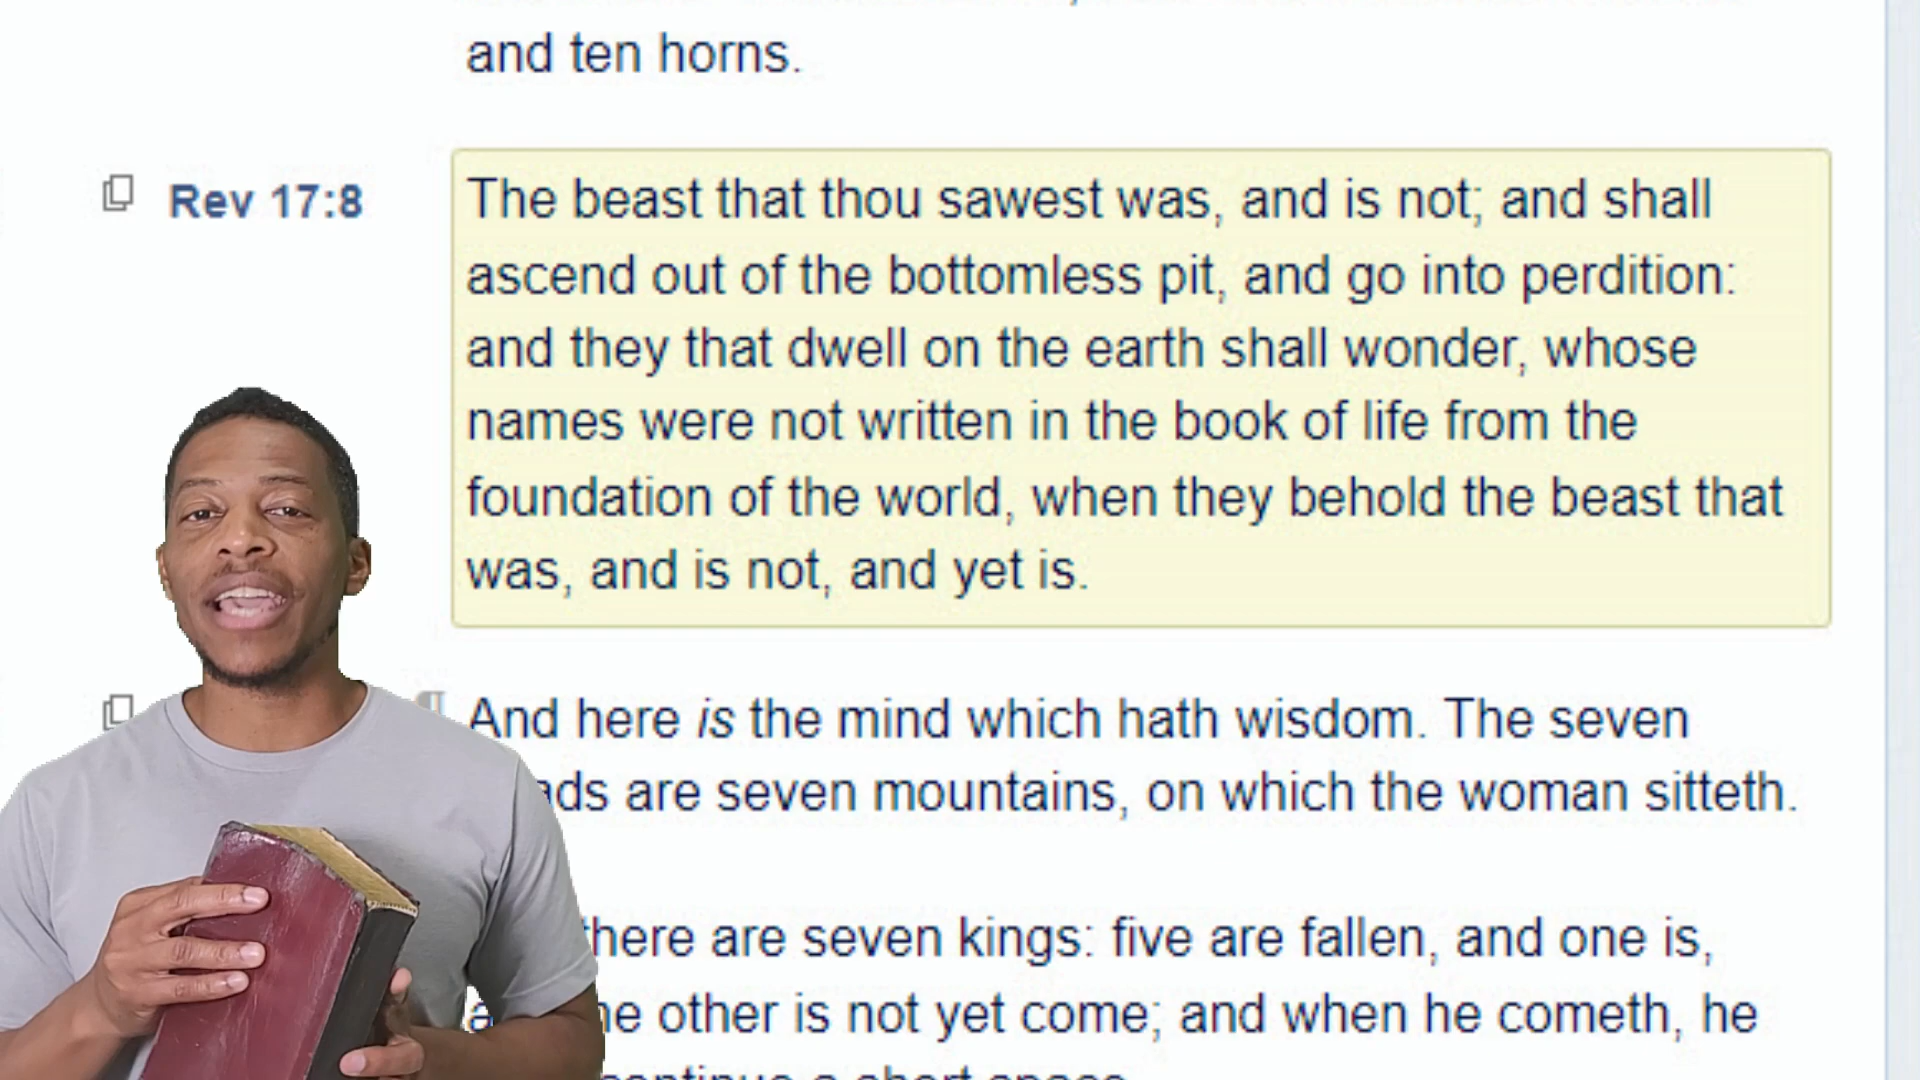 and ten horns.
Rev 17:8
The beast that thou sawest was, and is not; and shall
ascend out of the bottomless pit, and go into perdition:
and they that dwell on the earth shall wonder, whose
names were not written in the book of life from the
foundation of the world, when they behold the beast that
was, and is not, and yet is.
¶ And here is the mind which hath wisdom. The seven
are seven mountains, on which the woman sitteth.
there are seven kings: five are fallen, and one is,
other is not yet come; and when he cometh, he